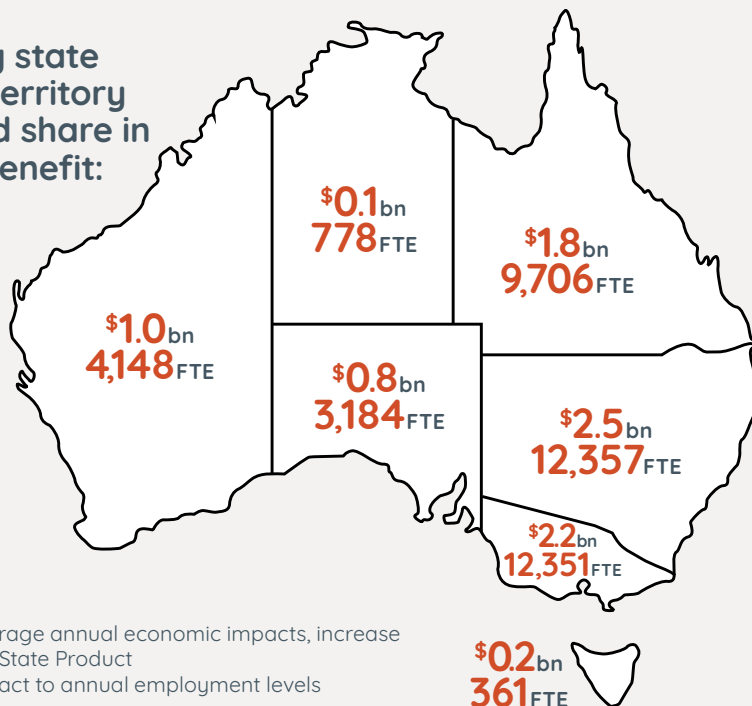 y state
erritory
d share in
enefit:
$0.1bn
778FTE
$1.8bn
9,706FTE
$1.0bn
4,148FTE
$0.8bn
3,184FTE
$2.5bn
12,357FTE
$2.2bn
12,351FTE
rage annual economic impacts, increase
State Product
act to annual employment levels
$0.2bn
361FTE